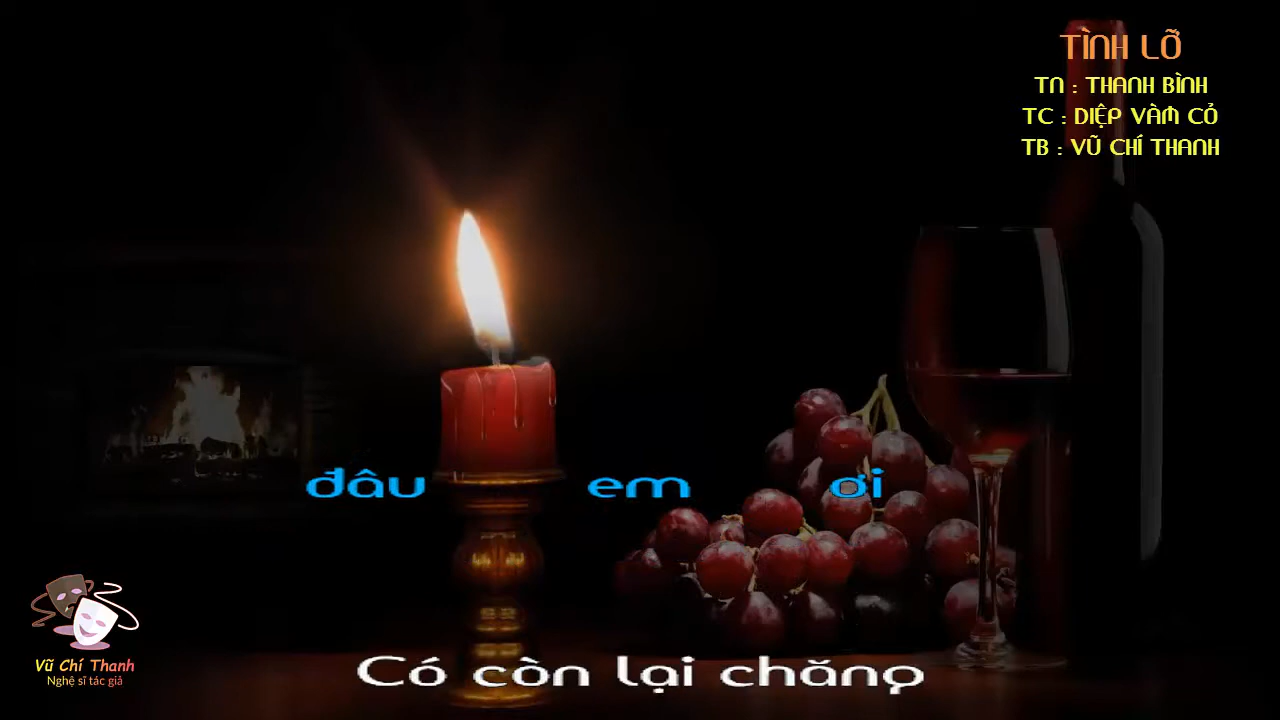 TÌNH LỠ
TN : THANH BÌNH
TC : DIỆP VÀM CỎ
TB : VŨ CHÍ THANH
đâu em ơi
Có còn lại chăng
Vũ Chí Thanh
Nghệ sĩ tác giả